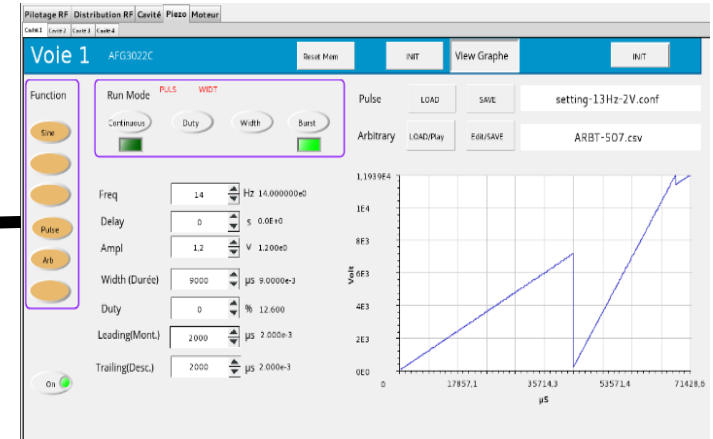 Pilotage RF Distribution RF Cavité Piezo Moteur
Cavité 1 Cavité 2 Cavité 3 Cavité 4
Voie 1 AFG3022C Reset Mem INIT View Graphe INIT
Function
Sine
Pulse
Arb
On
Run Mode PULS WIDT
Continuous Duty Width Burst
Pulse LOAD SAVE setting-13Hz-2V.conf
Arbitrary LOAD/Play Edit/SAVE ARBT-507.csv
Freq 14 Hz 14.000000e0
Delay 0 s 0.0E+0
Ampl 1,2 V 1.200e0
Width (Durée) 9000 µs 9.0000e-3
Duty 0 % 12.600
Leading(Mont.) 2000 µs 2.000e-3
Trailing(Desc.) 2000 µs 2.000e-3
1,1939E4
1E4
8E3
6E3
4E3
2E3
0E0
Volt
0 17857,1 35714,3 53571,4 71428,6
µS